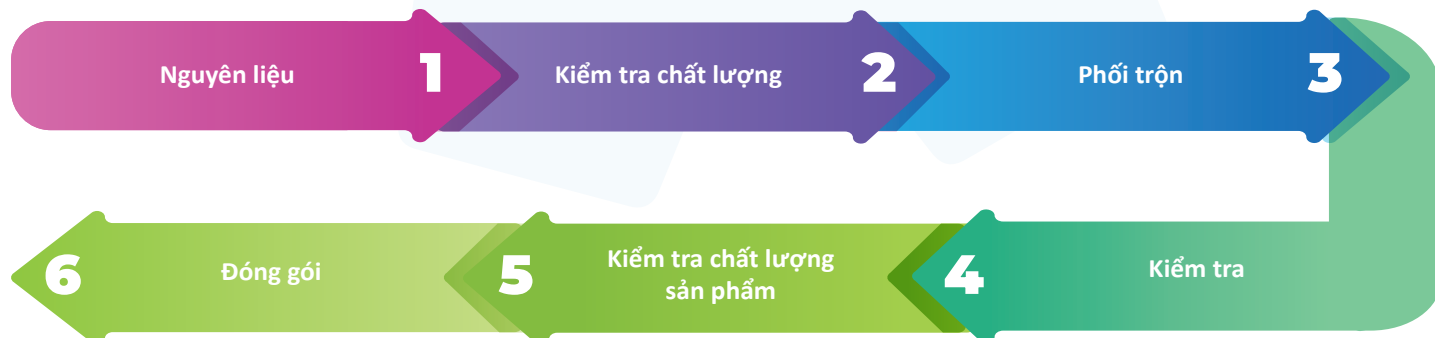 Nguyên liệu
1
Kiểm tra chất lượng
2
Phối trộn
3
Kiểm tra
4
Kiểm tra chất lượng
sản phẩm
5
Đóng gói
6